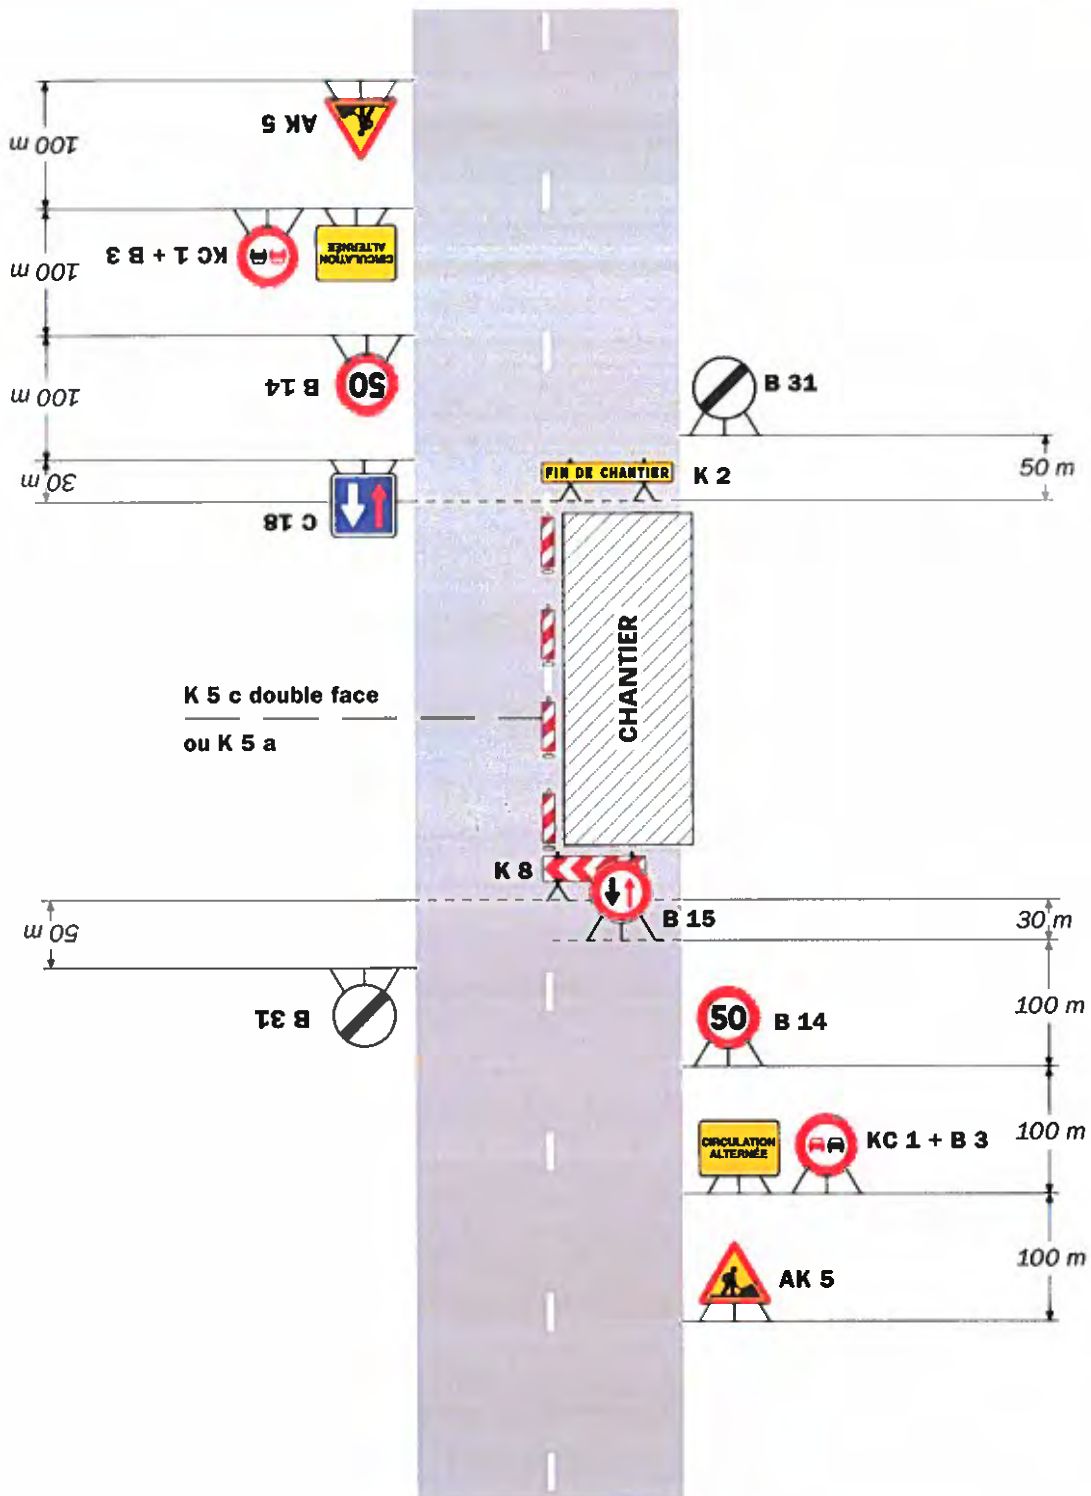 AK 5
100 m
KC 1 + B 3
CIRCULATION
ALTERNÉE
100 m
B 14
50
100 m
B 31
50 m
FIN DE CHANTIER
K 2
30 m
C 18
CHANTIER
K 5 c double face
ou K 5 a
K 8
B 15
30 m
50 m
B 31
50
B 14
100 m
CIRCULATION
ALTERNÉE
KC 1 + B 3
100 m
AK 5
100 m